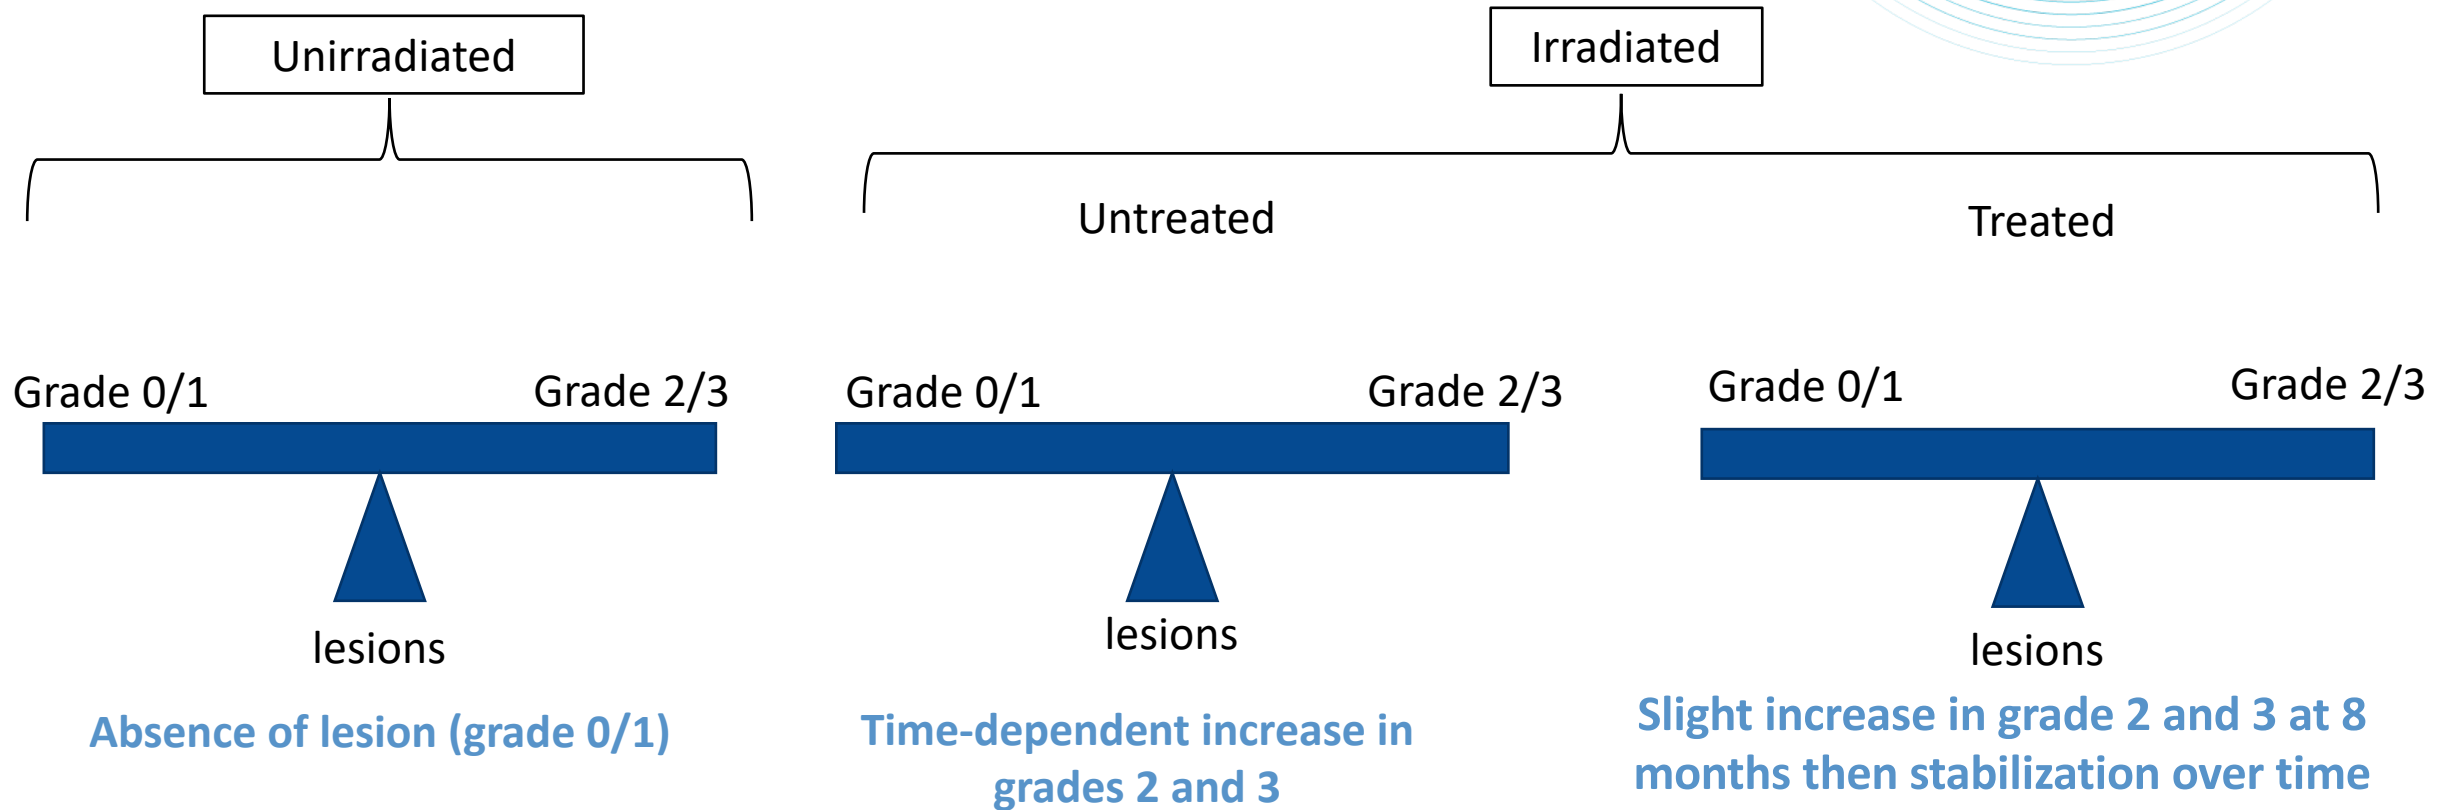 Unirradiated
Irradiated
Untreated
Treated
Grade 0/1
Grade 2/3
lesions
Absence of lesion (grade 0/1)
Grade 0/1
Grade 2/3
lesions
Time-dependent increase in
grades 2 and 3
Grade 0/1
Grade 2/3
lesions
Slight increase in grade 2 and 3 at 8
months then stabilization over time